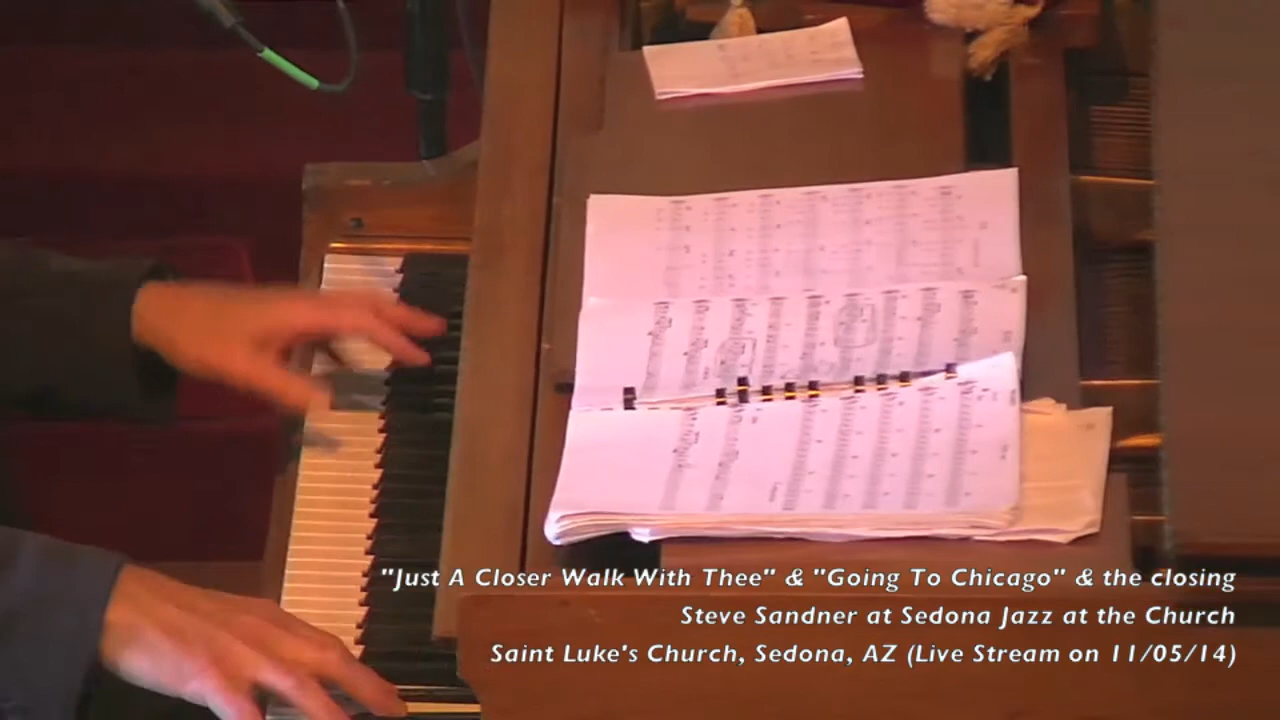 "Just A Closer Walk With Thee" & "Going To Chicago" & the closing
Steve Sandner at Sedona Jazz at the Church
Saint Luke's Church, Sedona, AZ (Live Stream on 11/05/14)